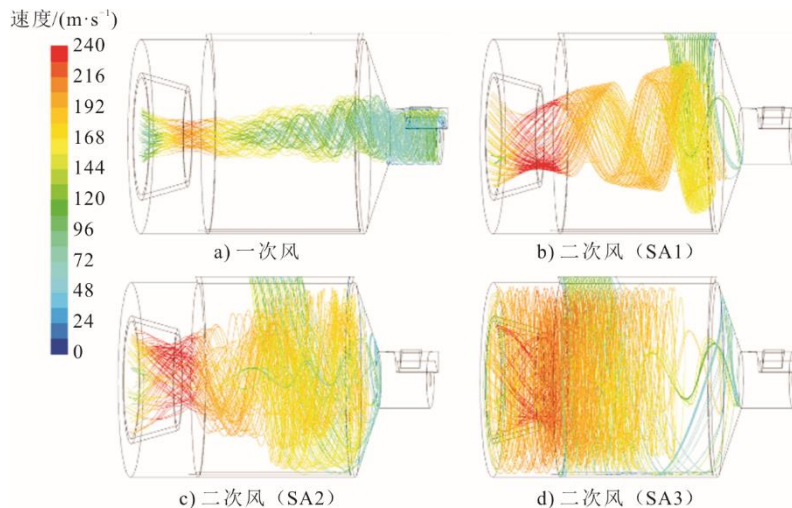 速度/(m·s⁻¹)
240
216
192
168
144
120
96
72
48
24
0
a) 一次风
b) 二次风（SA1）
c) 二次风（SA2）
d) 二次风（SA3）